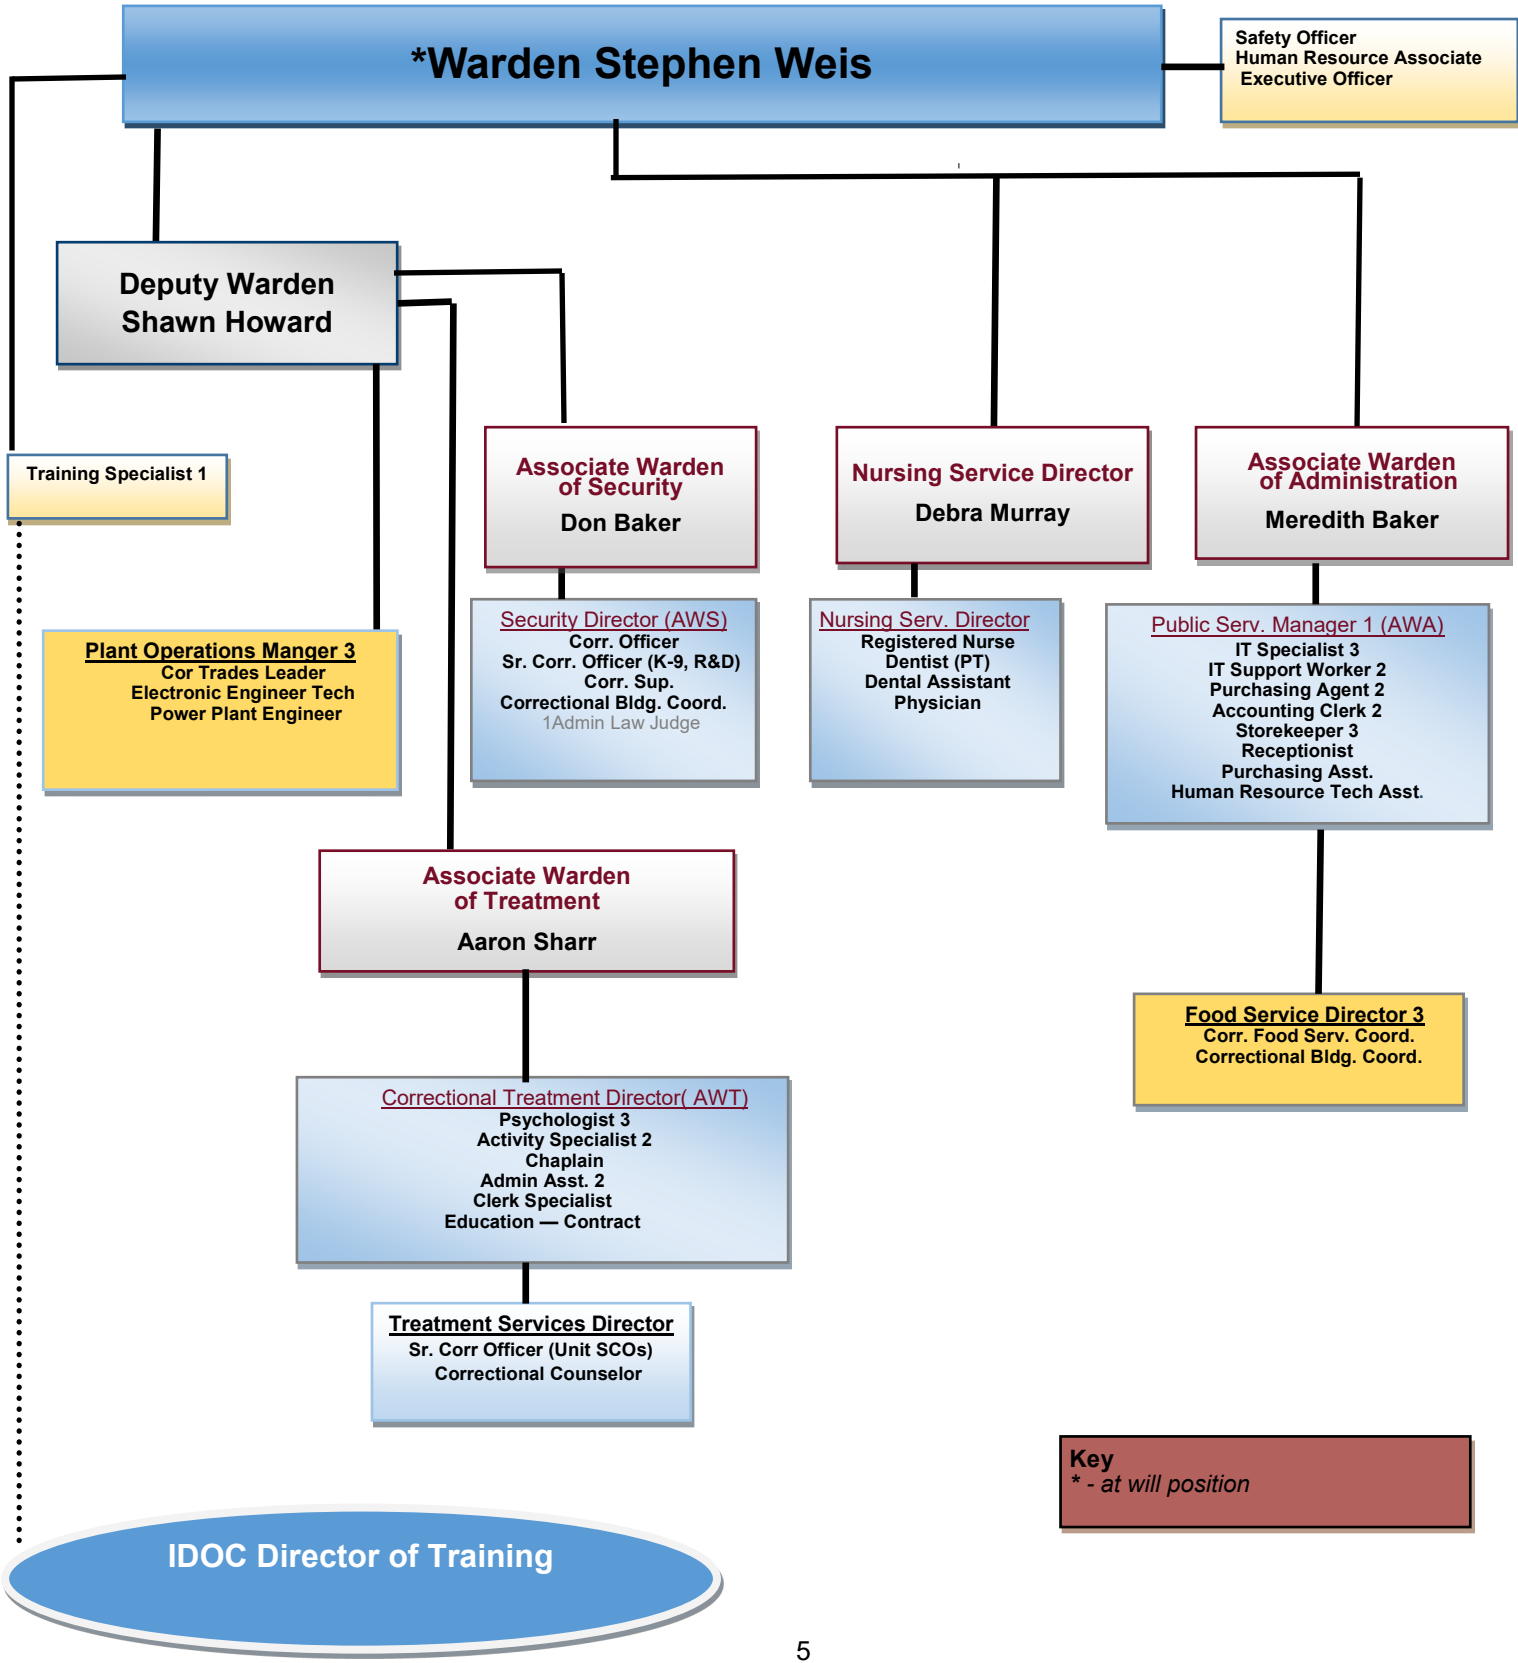 *Warden Stephen Weis
Safety Officer
Human Resource Associate
Executive Officer
Deputy Warden
Shawn Howard
Training Specialist 1
Associate Warden
of Security
Don Baker
Nursing Service Director
Debra Murray
Associate Warden
of Administration
Meredith Baker
Plant Operations Manger 3
Cor Trades Leader
Electronic Engineer Tech
Power Plant Engineer
Security Director (AWS)
Corr. Officer
Sr. Corr. Officer (K-9, R&D)
Corr. Sup.
Correctional Bldg. Coord.
1Admin Law Judge
Nursing Serv. Director
Registered Nurse
Dentist (PT)
Dental Assistant
Physician
Public Serv. Manager 1 (AWA)
IT Specialist 3
IT Support Worker 2
Purchasing Agent 2
Accounting Clerk 2
Storekeeper 3
Receptionist
Purchasing Asst.
Human Resource Tech Asst.
Associate Warden
of Treatment
Aaron Sharr
Food Service Director 3
Corr. Food Serv. Coord.
Correctional Bldg. Coord.
Correctional Treatment Director( AWT)
Psychologist 3
Activity Specialist 2
Chaplain
Admin Asst. 2
Clerk Specialist
Education — Contract
Treatment Services Director
Sr. Corr Officer (Unit SCOs)
Correctional Counselor
Key
* - at will position
IDOC Director of Training
5